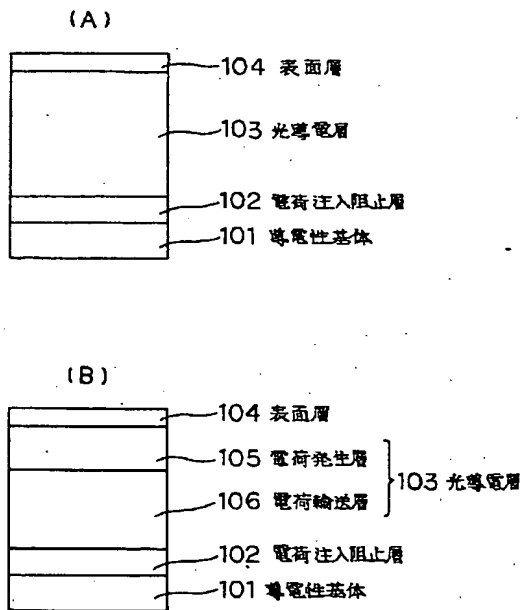 (A)
104 表面層
103 光導電層
102 電荷注入阻止層
101 導電性基体
(B)
104 表面層
105 電荷発生層
106 電荷輸送層
103 光導電層
102 電荷注入阻止層
101 導電性基体